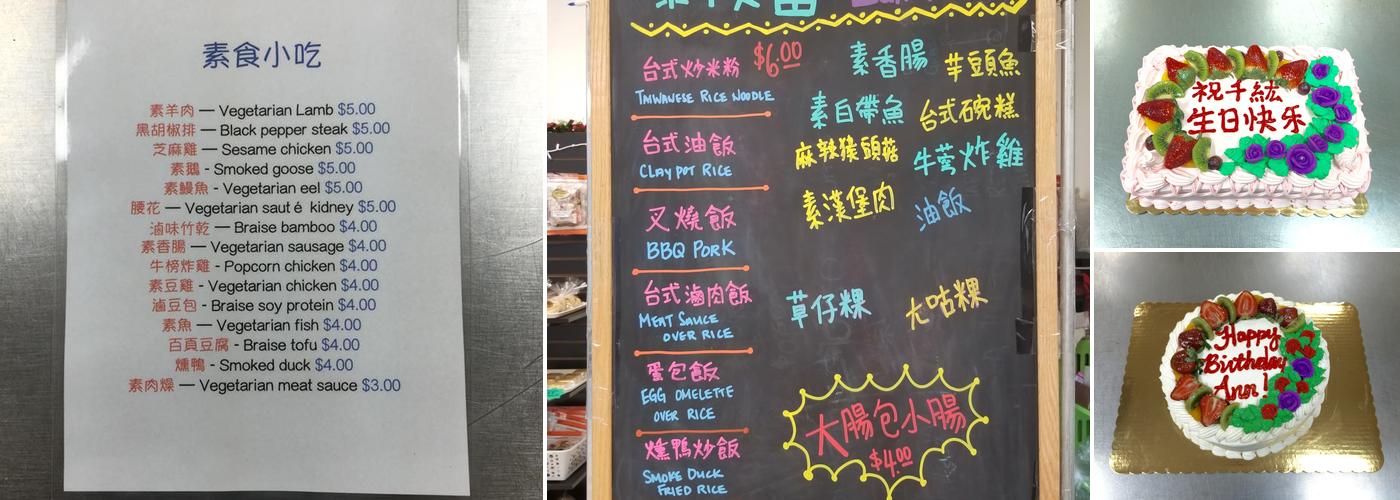 素食小吃
素羊肉 — Vegetarian Lamb $5.00
黑胡椒排 — Black pepper steak $5.00
芝麻雞 — Sesame chicken $5.00
素鵝 - Smoked goose $5.00
素鰻魚 - Vegetarian eel $5.00
腰花 — Vegetarian sauté kidney $5.00
滷味竹乾 - Braise bamboo $4.00
素香腸 — Vegetarian sausage $4.00
牛榜炸雞 - Popcorn chicken $4.00
素豆雞 - Vegetarian chicken $4.00
滷豆包 - Braise soy protein $4.00
素魚 — Vegetarian fish $4.00
百頁豆腐 - Braise tofu $4.00
燻鴨 - Smoked duck $4.00
素肉燥 — Vegetarian meat sauce $3.00
台式炒米粉 $6.00
TAIWANESE RICE NOODLE
台式油飯
CLAY POT RICE
叉燒飯
BBQ PORK
台式滷肉飯
MEAT SAUCE
OVER RICE
蛋包飯
EGG OMELETTE
OVER RICE
燻鴨炒飯
SMOKE DUCK
FRIED RICE
素香腸 芋頭魚
素白帶魚 台式碗糕
麻辣猴頭菇 牛蒡炸雞
素漢堡肉 油飯
草仔粿 尢咕粿
大腸包小腸
$4.00
祝千紘
生日快乐
Happy
Birthday
Ann!